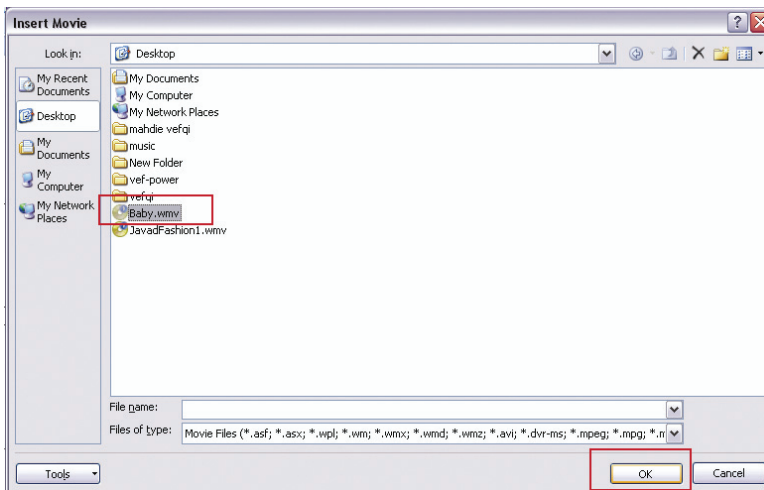 Insert Movie
Look in:
Desktop
My Recent
Documents
Desktop
My
Documents
My
Computer
My Network
Places
My Documents
My Computer
My Network Places
mahdie vefqi
music
New Folder
vef-power
vefqi
Baby.wmv
JavadFashion1.wmv
File name:
Files of type:
Movie Files (*.asf; *.asx; *.wpl; *.wm; *.wmx; *.wmd; *.wmz; *.avi; *.dvr-ms; *.mpeg; *.mpg; *.m
Tools
OK
Cancel